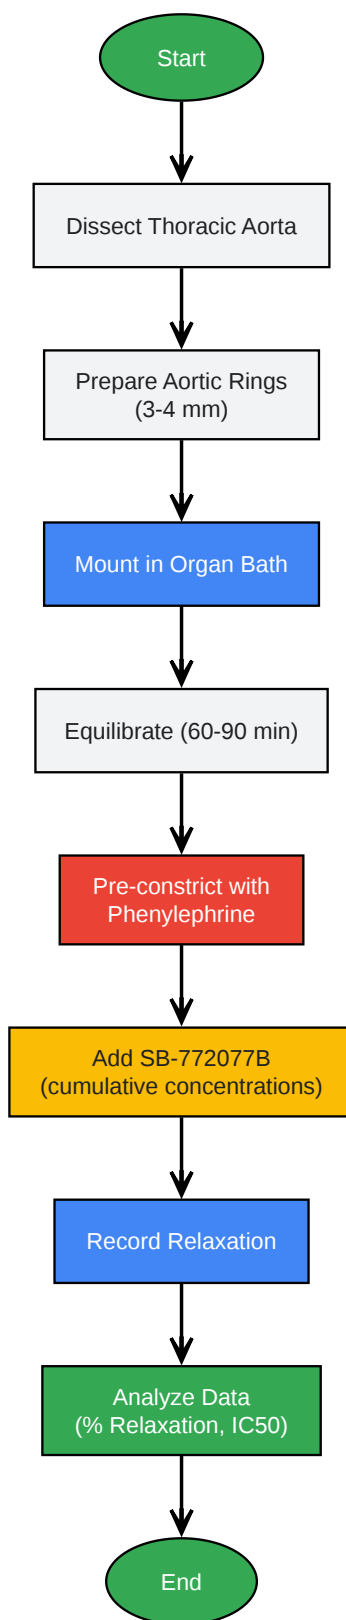 Start
Dissect Thoracic Aorta
Prepare Aortic Rings
(3-4 mm)
Mount in Organ Bath
Equilibrate (60-90 min)
Pre-constrict with
Phenylephrine
Add SB-772077B
(cumulative concentrations)
Record Relaxation
Analyze Data
(% Relaxation, IC50)
End